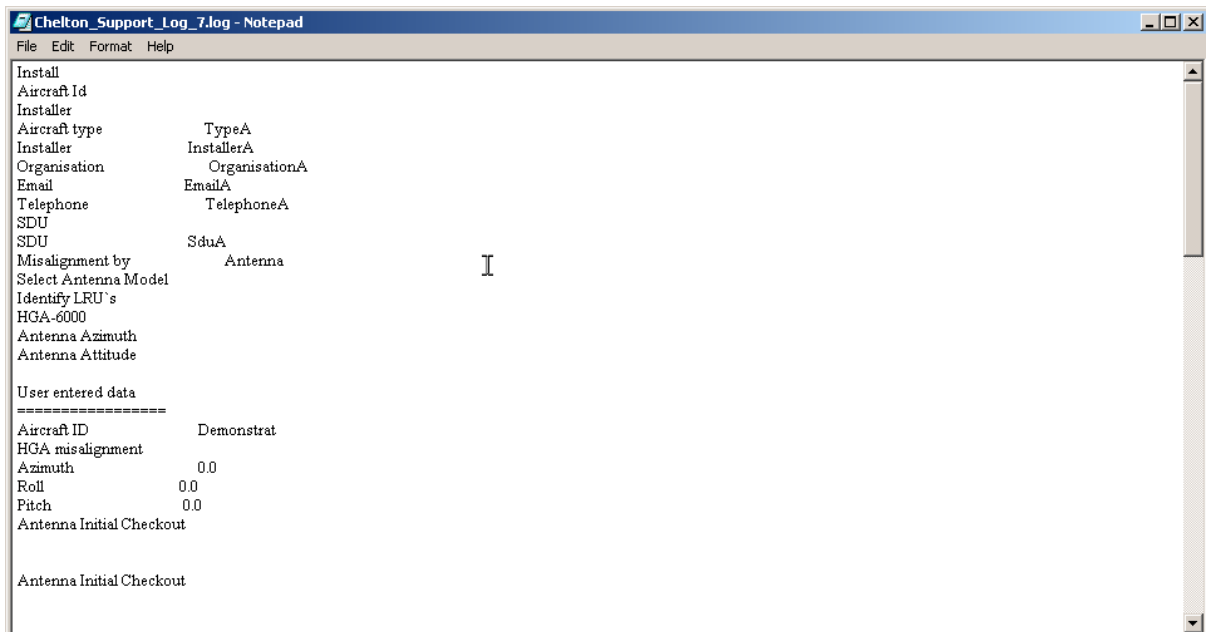 Chelton_Support_Log_7.log - Notepad
File Edit Format Help
Install
Aircraft Id
Installer
Aircraft type TypeA
Installer InstallerA
Organisation OrganisationA
Email EmailA
Telephone TelephoneA
SDU
SDU SduA
Misalignment by Antenna
Select Antenna Model
Identify LRU`s
HGA-6000
Antenna Azimuth
Antenna Attitude
User entered data
=================
Aircraft ID Demonstrat
HGA misalignment
Azimuth 0.0
Roll 0.0
Pitch 0.0
Antenna Initial Checkout
Antenna Initial Checkout